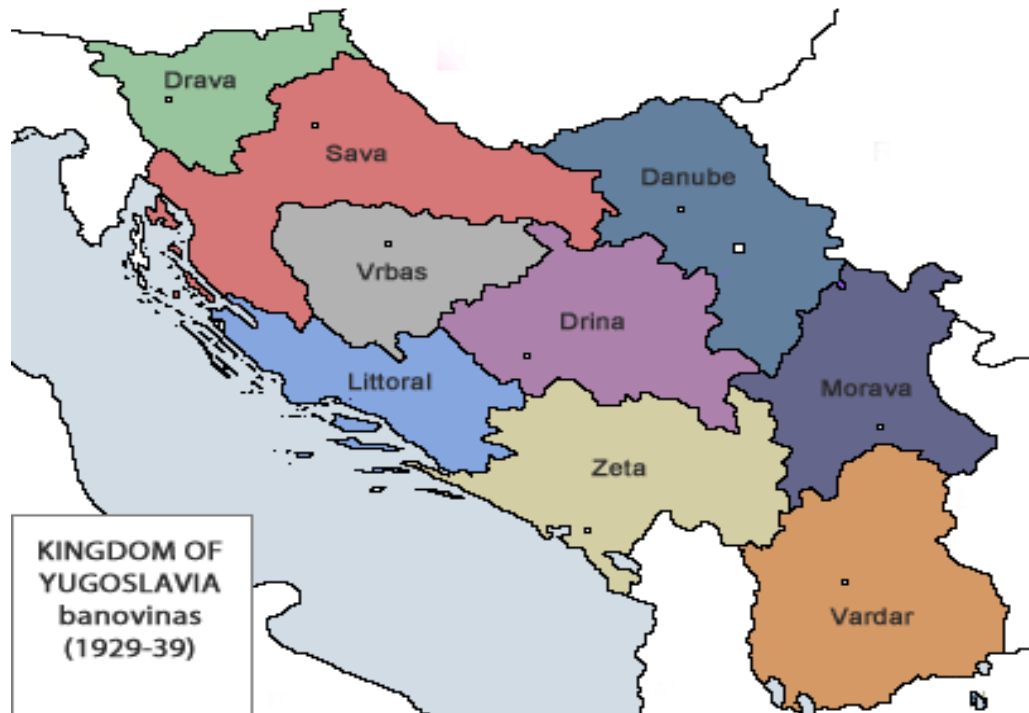 Drava
Sava
Danube
Vrbas
Drina
Littoral
Morava
Zeta
KINGDOM OF
YUGOSLAVIA
banovinas
(1929-39)
Vardar